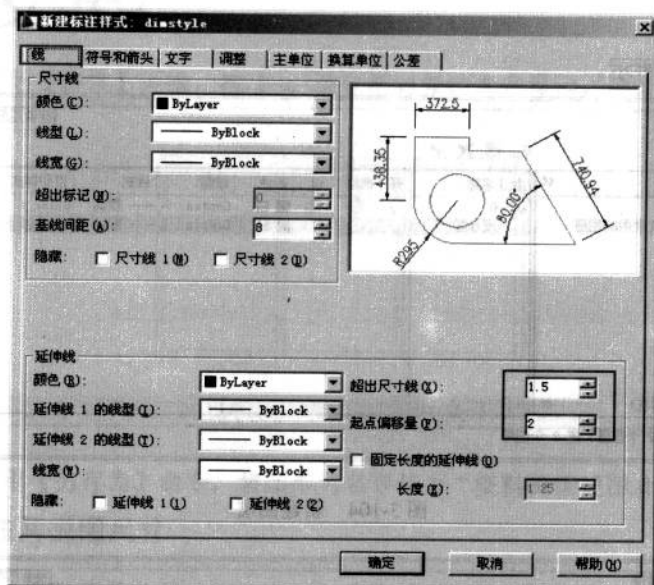 新建标注样式: dimstyle
线 符号和箭头 文字 调整 主单位 换算单位 公差
尺寸线
颜色(C): ByLayer
线型(L): ByBlock
线宽(G): ByBlock
超出标记(N): 0
基线间距(A): 8
隐藏: 尺寸线 1(M) 尺寸线 2(D)
372.5
438.35
740.94
80.00°
R295
延伸线
颜色(R): ByLayer
延伸线 1 的线型(I): ByBlock
延伸线 2 的线型(T): ByBlock
线宽(W): ByBlock
隐藏: 延伸线 1(1) 延伸线 2(2)
超出尺寸线(X): 1.5
起点偏移量(F): 2
固定长度的延伸线(O)
长度(E): 1.25
确定 取消 帮助(H)